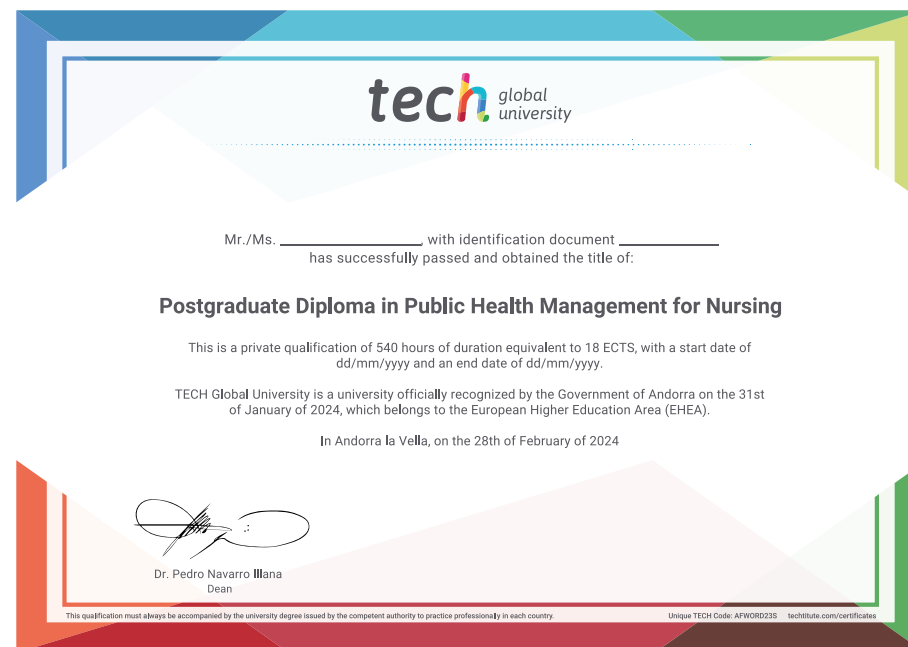 tech global
university
Mr./Ms. ____________________, with identification document ______________
has successfully passed and obtained the title of:
Postgraduate Diploma in Public Health Management for Nursing
This is a private qualification of 540 hours of duration equivalent to 18 ECTS, with a start date of
dd/mm/yyyy and an end date of dd/mm/yyyy.
TECH Global University is a university officially recognized by the Government of Andorra on the 31st
of January of 2024, which belongs to the European Higher Education Area (EHEA).
In Andorra la Vella, on the 28th of February of 2024
Dr. Pedro Navarro Illana
Dean
This qualification must always be accompanied by the university degree issued by the competent authority to practice professionally in each country. Unique TECH Code: AFWORD23S techtitute.com/certificates